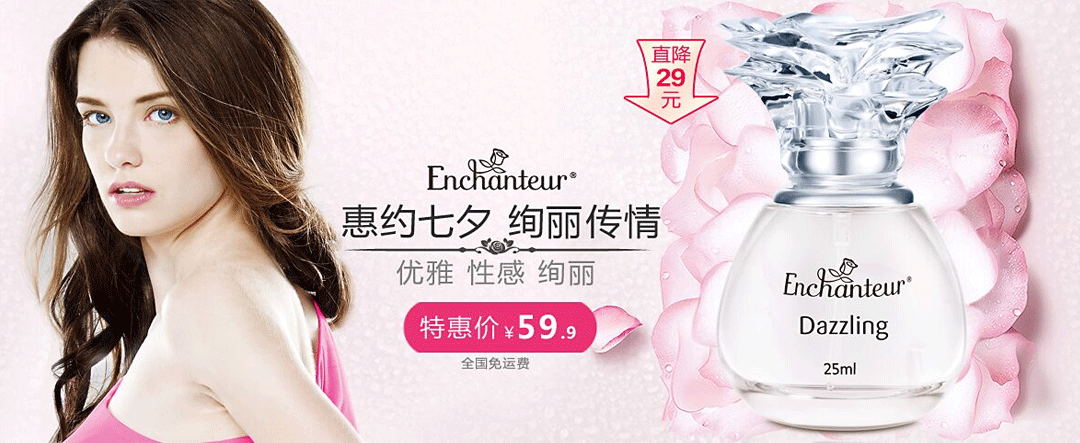 Enchanteur®
惠约七夕 绚丽传情
优雅 性感 绚丽
特惠价 ¥59.9
全国免运费
直降
29
元
Enchanteur®
Dazzling
25ml